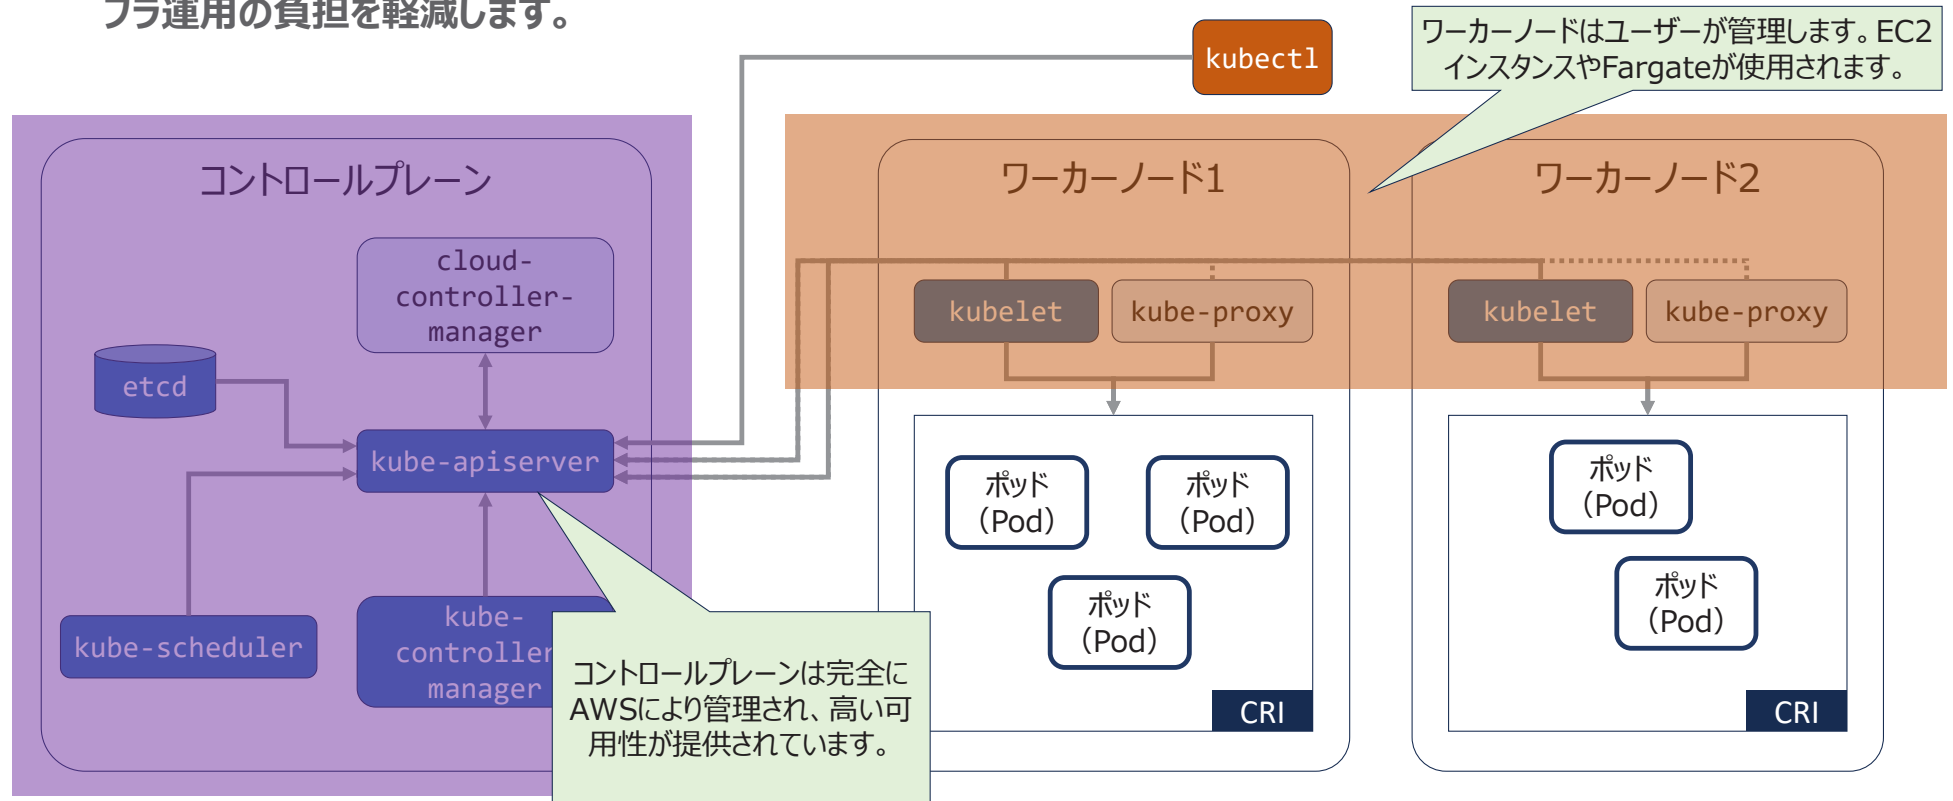 フラ運用の負担を軽減します。
kubectl
ワーカーノードはユーザーが管理します。EC2
インスタンスやFargateが使用されます。
コントロールプレーン
cloud-
controller-
manager
etcd
kube-apiserver
kube-scheduler
kube-
controller
manager
コントロールプレーンは完全に
AWSにより管理され、高い可
用性が提供されています。
ワーカーノード1
kubelet
kube-proxy
ポッド
(Pod)
ポッド
(Pod)
ポッド
(Pod)
CRI
ワーカーノード2
kubelet
kube-proxy
ポッド
(Pod)
ポッド
(Pod)
CRI